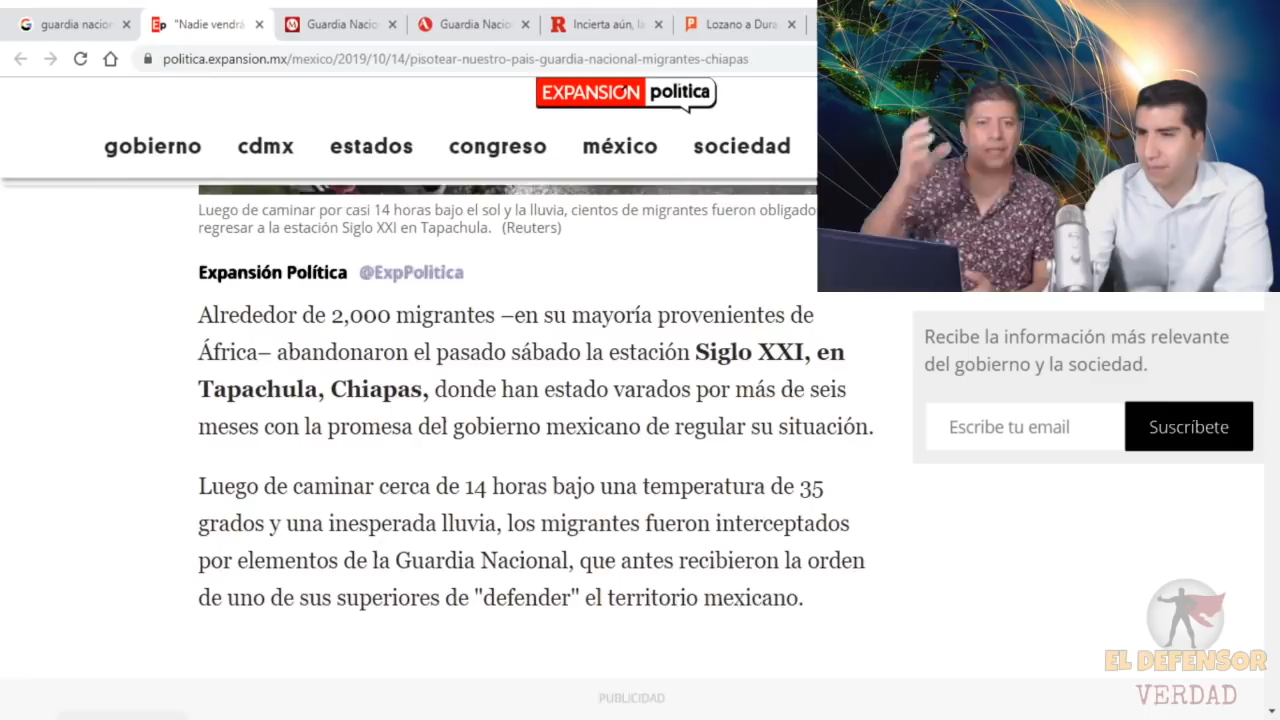 guardia nacion
"Nadie vendrá
Guardia Nacio
Guardia Nacio
Incierta aún, la
Lozano a Dura
politica.expansion.mx/mexico/2019/10/14/pisotear-nuestro-pais-guardia-nacional-migrantes-chiapas
EXPANSIÓN política
gobierno cdmx estados congreso méxico sociedad
Luego de caminar por casi 14 horas bajo el sol y la lluvia, cientos de migrantes fueron obligado
regresar a la estación Siglo XXI en Tapachula. (Reuters)
Expansión Política @ExpPolitica
Alrededor de 2,000 migrantes –en su mayoría provenientes de
África– abandonaron el pasado sábado la estación Siglo XXI, en
Tapachula, Chiapas, donde han estado varados por más de seis
meses con la promesa del gobierno mexicano de regular su situación.
Luego de caminar cerca de 14 horas bajo una temperatura de 35
grados y una inesperada lluvia, los migrantes fueron interceptados
por elementos de la Guardia Nacional, que antes recibieron la orden
de uno de sus superiores de "defender" el territorio mexicano.
Recibe la información más relevante
del gobierno y la sociedad.
Escribe tu email
Suscríbete
EL DEFENSOR
VERDAD
PUBLICIDAD